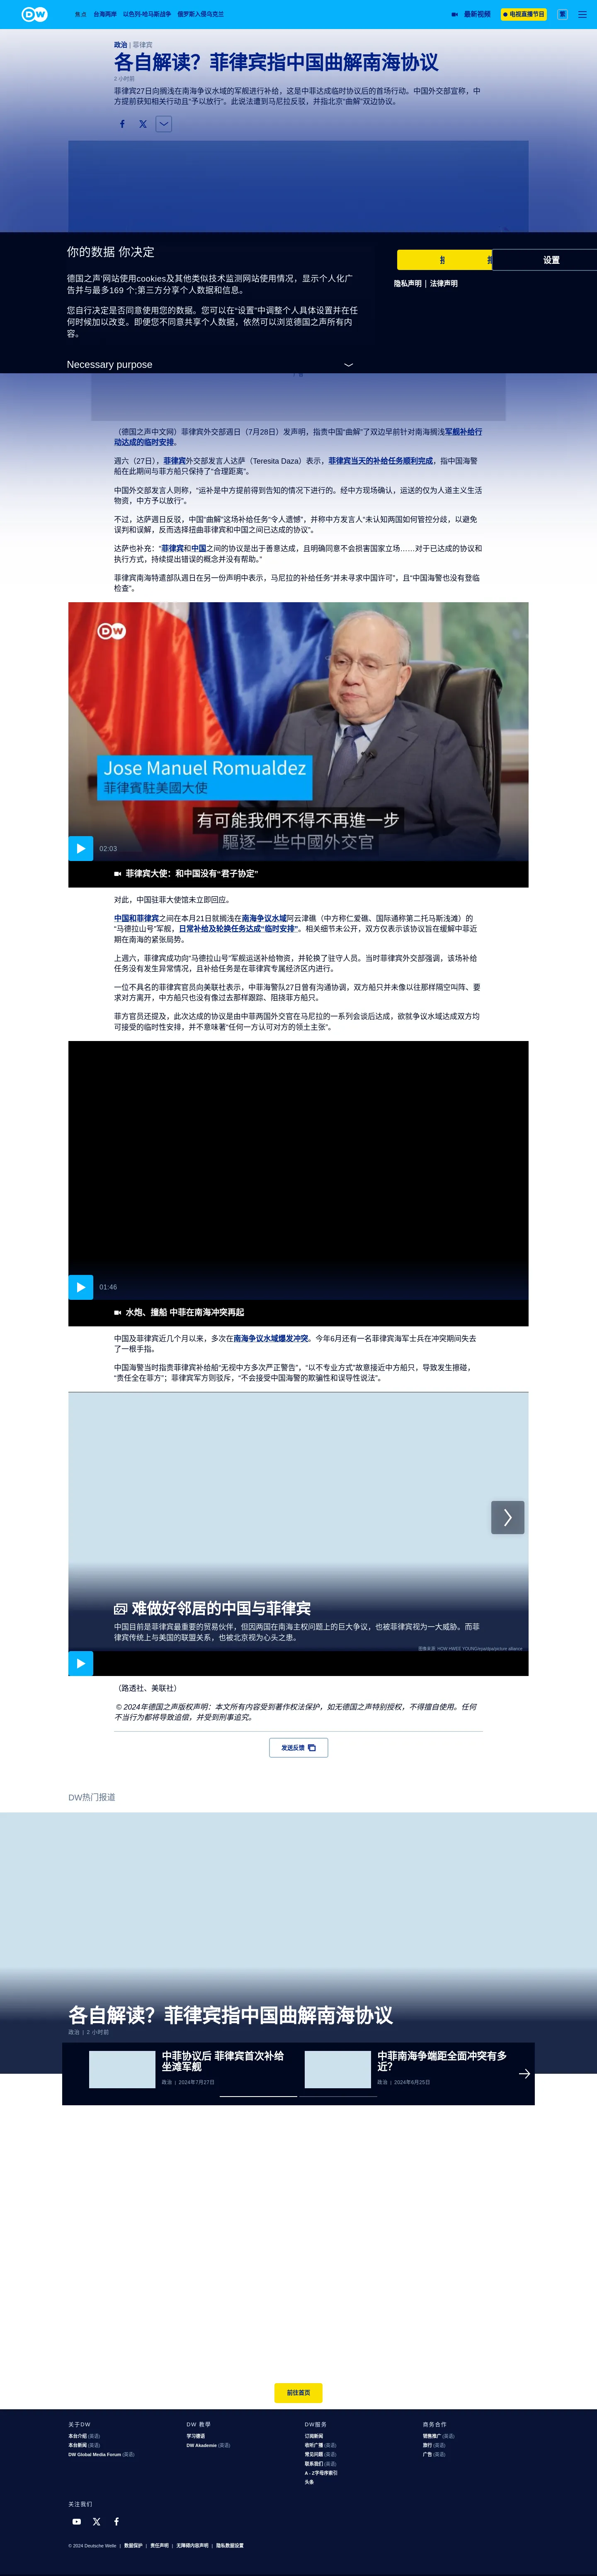 DW
焦点 台海两岸 以色列-哈马斯战争 俄罗斯入侵乌克兰 最新视频 电视直播节目 繁
政治 | 菲律宾
各自解读？菲律宾指中国曲解南海协议
2 小时前
菲律宾27日向搁浅在南海争议水域的军舰进行补给，这是中菲达成临时协议后的首场行动。中国外交部宣称，中
方提前获知相关行动且"予以放行"。此说法遭到马尼拉反驳，并指北京"曲解"双边协议。
你的数据 你决定
德国之声'网站使用cookies及其他类似技术监测网站使用情况，显示个人化广
告并与最多169 个;第三方分享个人数据和信息。
您自行决定是否同意使用您的数据。您可以在"设置"中调整个人具体设置并在任
何时候加以改变。即便您不同意共享个人数据，依然可以浏览德国之声所有内
容。
Necessary purpose
设置
隐私声明 | 法律声明
（德国之声中文网）菲律宾外交部週日（7月28日）发声明，指责中国"曲解"了双边早前针对南海搁浅军舰补给行
动达成的临时安排。
週六（27日），菲律宾外交部发言人达萨（Teresita Daza）表示，菲律宾当天的补给任务顺利完成，指中国海警
船在此期间与菲方船只保持了"合理距离"。
中国外交部发言人则称，"运补是中方提前得到告知的情况下进行的。经中方现场确认，运送的仅为人道主义生活
物资，中方予以放行"。
不过，达萨週日反驳，中国"曲解"这场补给任务"令人遗憾"，并称中方发言人"未认知两国如何管控分歧，以避免
误判和误解，反而选择扭曲菲律宾和中国之间已达成的协议"。
达萨也补充："菲律宾和中国之间的协议是出于善意达成，且明确同意不会损害国家立场……对于已达成的协议和
执行方式，持续提出错误的概念并没有帮助。"
菲律宾南海特遣部队週日在另一份声明中表示，马尼拉的补给任务"并未寻求中国许可"，且"中国海警也没有登临
检查"。
DW
Jose Manuel Romualdez
菲律賓駐美國大使
有可能我們不得不再進一步
驅逐一些中國外交官
02:03
菲律宾大使：和中国没有"君子协定"
对此，中国驻菲大使馆未立即回应。
中国和菲律宾之间在本月21日就搁浅在南海争议水域阿云津礁（中方称仁爱礁、国际通称第二托马斯浅滩）的
"马德拉山号"军舰，日常补给及轮换任务达成"临时安排"。相关细节未公开，双方仅表示该协议旨在缓解中菲近
期在南海的紧张局势。
上週六，菲律宾成功向"马德拉山号"军舰运送补给物资，并轮换了驻守人员。当时菲律宾外交部强调，该场补给
任务没有发生异常情况，且补给任务是在菲律宾专属经济区内进行。
一位不具名的菲律宾官员向美联社表示，中菲海警队27日曾有沟通协调，双方船只并未像以往那样隔空叫阵、要
求对方离开，中方船只也没有像过去那样跟踪、阻挠菲方船只。
菲方官员还提及，此次达成的协议是由中菲两国外交官在马尼拉的一系列会谈后达成，欲就争议水域达成双方均
可接受的临时性安排，并不意味著"任何一方认可对方的领土主张"。
01:46
水炮、撞船 中菲在南海冲突再起
中国及菲律宾近几个月以来，多次在南海争议水域爆发冲突。今年6月还有一名菲律宾海军士兵在冲突期间失去
了一根手指。
中国海警当时指责菲律宾补给船"无视中方多次严正警告"，"以不专业方式"故意接近中方船只，导致发生擦碰，
"责任全在菲方"；菲律宾军方则驳斥，"不会接受中国海警的欺骗性和误导性说法"。
难做好邻居的中国与菲律宾
中国目前是菲律宾最重要的贸易伙伴，但因两国在南海主权问题上的巨大争议，也被菲律宾视为一大威胁。而菲
律宾传统上与美国的联盟关系，也被北京视为心头之患。
图像来源: HOW HWEE YOUNG/epa/dpa/picture alliance
（路透社、美联社）
© 2024年德国之声版权声明：本文所有内容受到著作权法保护，如无德国之声特别授权，不得擅自使用。任何
不当行为都将导致追偿，并受到刑事追究。
发送反馈
DW热门报道
各自解读？菲律宾指中国曲解南海协议
政治 | 2 小时前
中菲协议后 菲律宾首次补给
坐滩军舰
政治 | 2024年7月27日
中菲南海争端距全面冲突有多
近?
政治 | 2024年6月25日
前往首页
关于DW
本台介绍 (英语)
本台新闻 (英语)
DW Global Media Forum (英语)
DW 教學
学习德语
DW Akademie (英语)
DW服务
订阅新闻
收听广播 (英语)
常见问题 (英语)
联系我们 (英语)
A - Z字母序索引
头条
商务合作
销售推广 (英语)
旅行 (英语)
广告 (英语)
关注我们
© 2024 Deutsche Welle | 数据保护 | 责任声明 | 无障碍内容声明 | 隐私数据设置